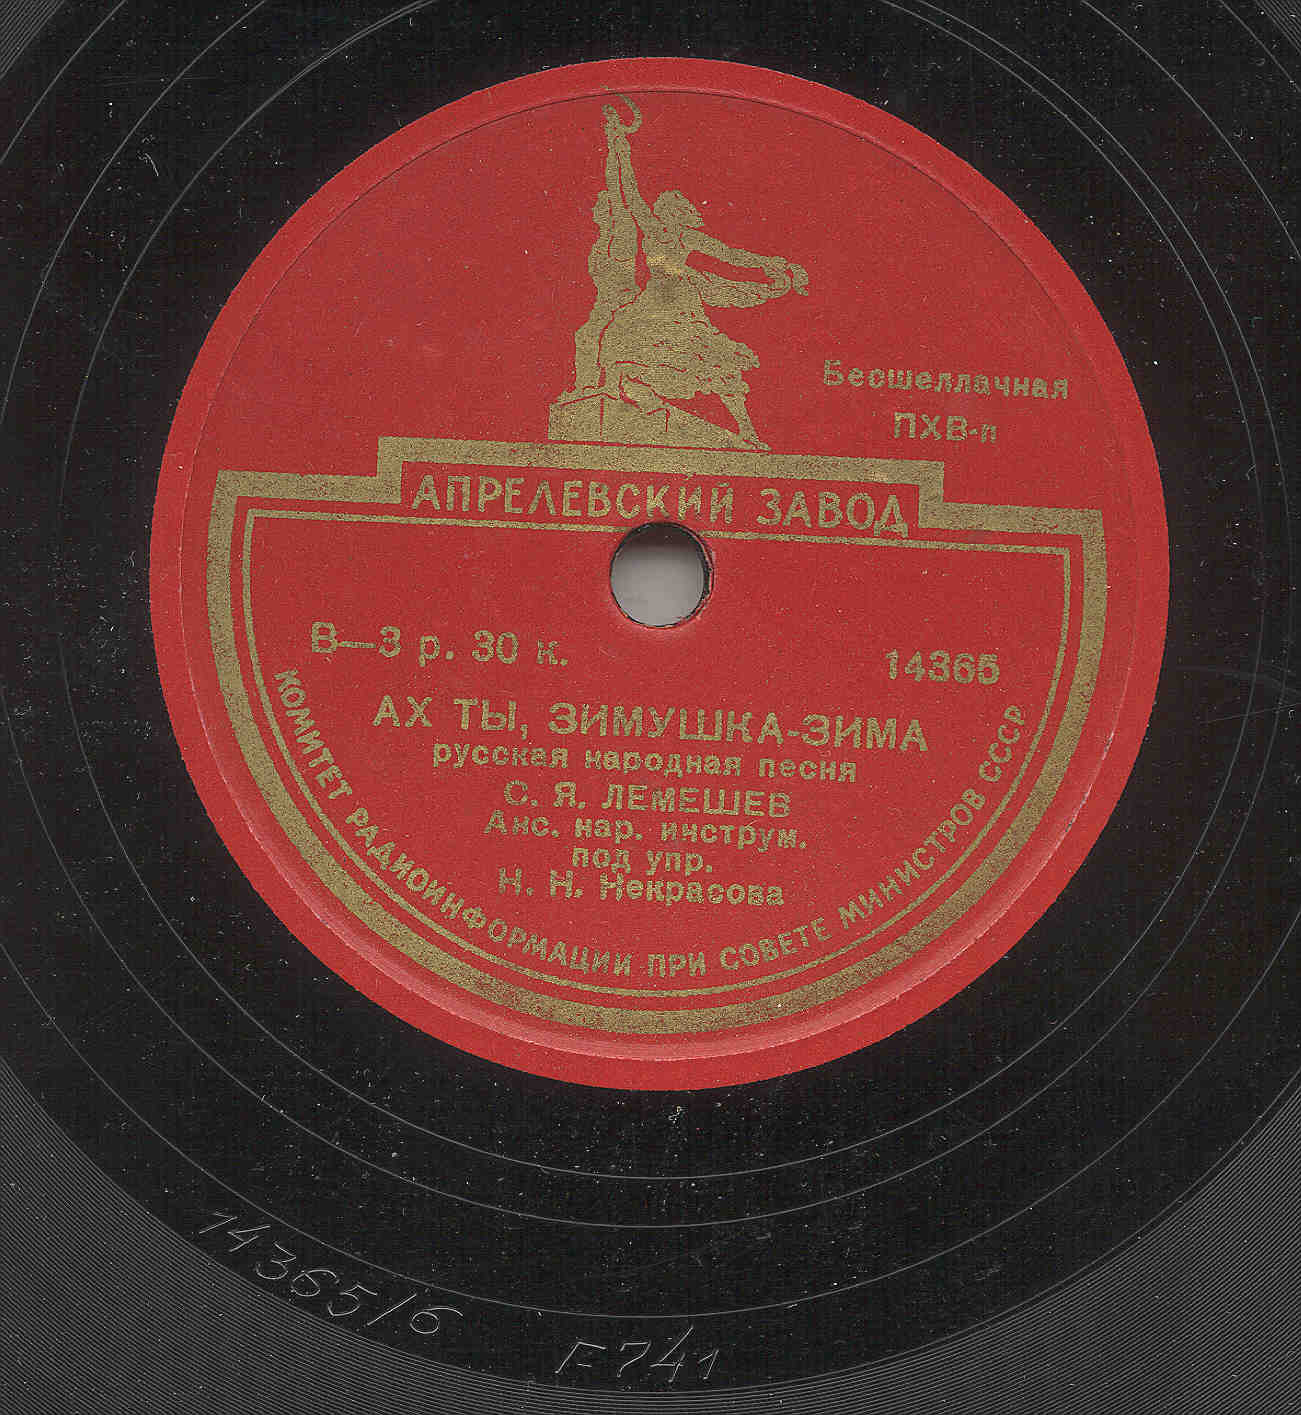 Бесшеллачная
ПХВ-п
АПРЕЛЕВСКИЙ ЗАВОД
В—3 р. 30 к.
14365
АХ ТЫ, ЗИМУШКА-ЗИМА
русская народная песня
С. Я. ЛЕМЕШЕВ
Анс. нар. инструм.
под упр.
Н. Н. Некрасова
КОМИТЕТ РАДИОИНФОРМАЦИИ ПРИ СОВЕТЕ МИНИСТРОВ СССР
14365/6
F741